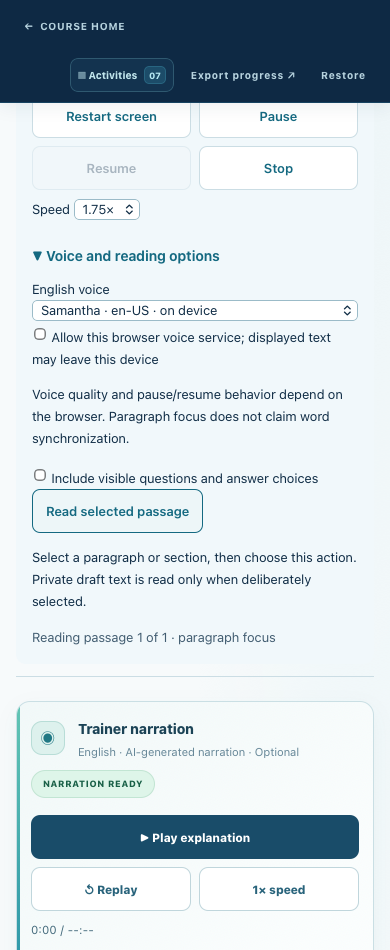 ← COURSE HOME
Activities 07 Export progress ↗ Restore
Restart screen Pause
Resume Stop
Speed 1.75×
▼ Voice and reading options
English voice
Samantha · en-US · on device
Allow this browser voice service; displayed text
may leave this device
Voice quality and pause/resume behavior depend on
the browser. Paragraph focus does not claim word
synchronization.
Include visible questions and answer choices
Read selected passage
Select a paragraph or section, then choose this action.
Private draft text is read only when deliberately
selected.
Reading passage 1 of 1 · paragraph focus
Trainer narration
English · AI-generated narration · Optional
NARRATION READY
▶ Play explanation
↺ Replay 1× speed
0:00 / --:--